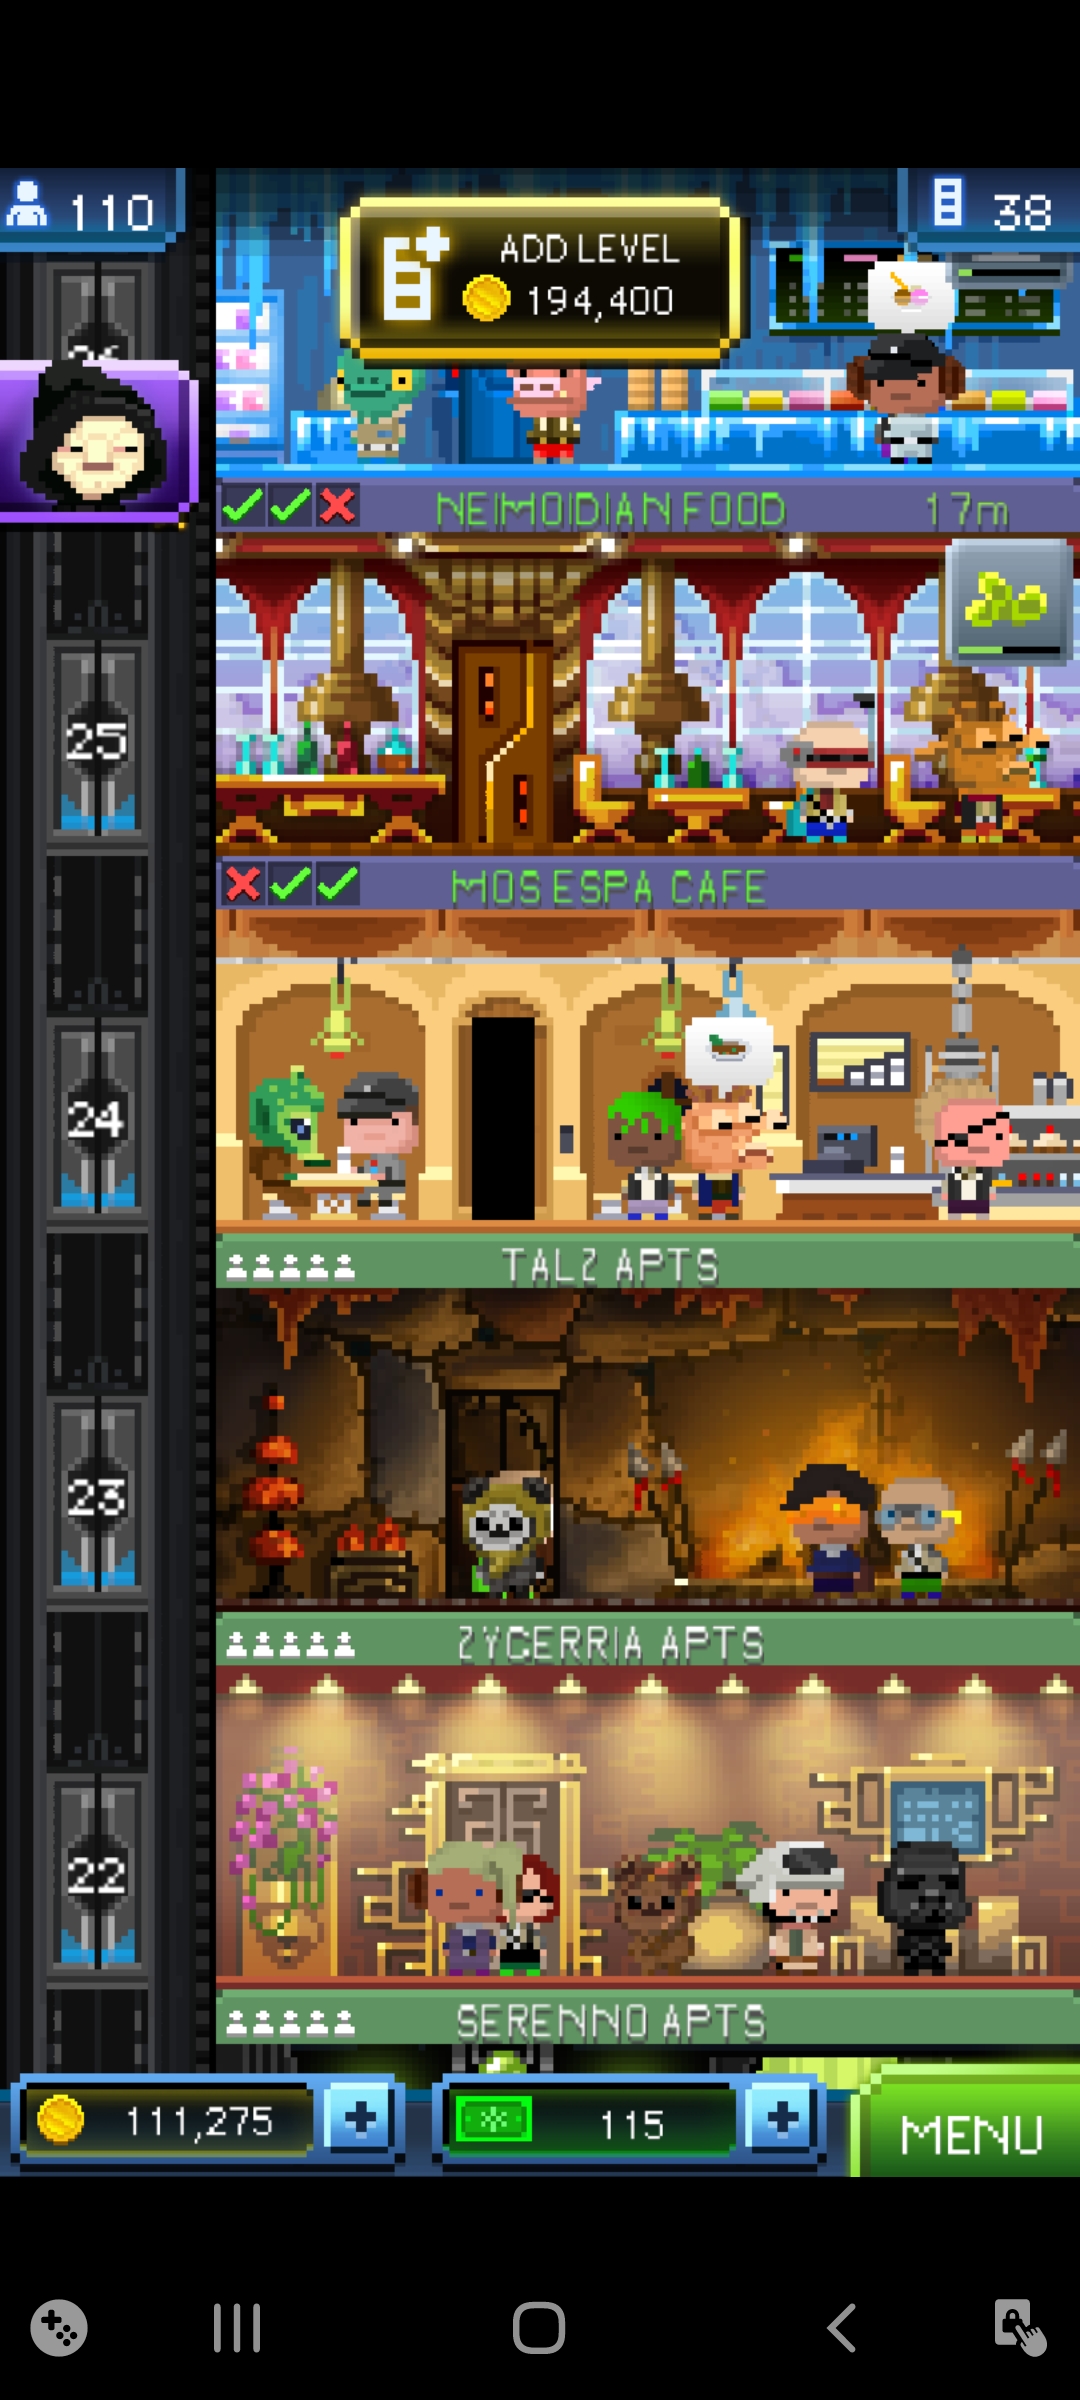 110
38
ADD LEVEL
194,400
NEIMOIDIAN FOOD
17m
25
MOS ESPA CAFE
24
TALZ APTS
23
ZYGERRIA APTS
22
SERENNO APTS
111,275
115
MENU